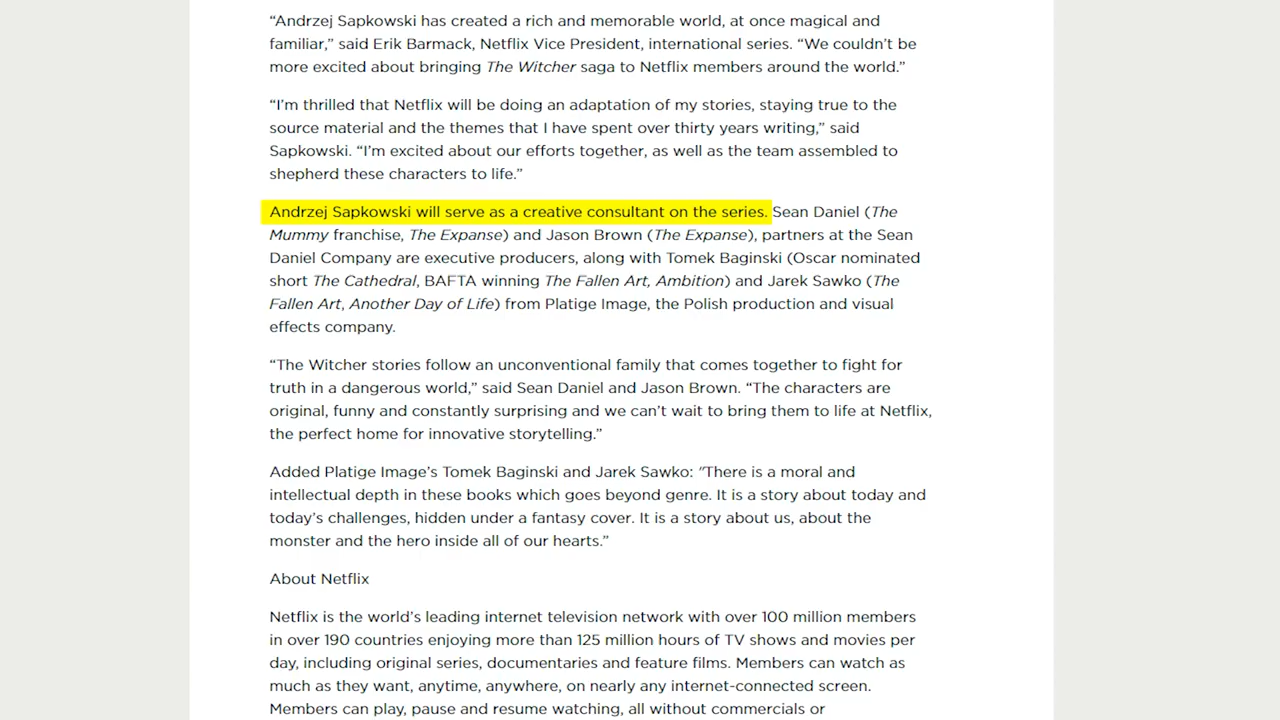 “Andrzej Sapkowski has created a rich and memorable world, at once magical and
familiar,” said Erik Barmack, Netflix Vice President, international series. “We couldn’t be
more excited about bringing The Witcher saga to Netflix members around the world.”
“I’m thrilled that Netflix will be doing an adaptation of my stories, staying true to the
source material and the themes that I have spent over thirty years writing,” said
Sapkowski. “I’m excited about our efforts together, as well as the team assembled to
shepherd these characters to life.”
Andrzej Sapkowski will serve as a creative consultant on the series. Sean Daniel (The
Mummy franchise, The Expanse) and Jason Brown (The Expanse), partners at the Sean
Daniel Company are executive producers, along with Tomek Baginski (Oscar nominated
short The Cathedral, BAFTA winning The Fallen Art, Ambition) and Jarek Sawko (The
Fallen Art, Another Day of Life) from Platige Image, the Polish production and visual
effects company.
“The Witcher stories follow an unconventional family that comes together to fight for
truth in a dangerous world,” said Sean Daniel and Jason Brown. “The characters are
original, funny and constantly surprising and we can’t wait to bring them to life at Netflix,
the perfect home for innovative storytelling.”
Added Platige Image’s Tomek Baginski and Jarek Sawko: "There is a moral and
intellectual depth in these books which goes beyond genre. It is a story about today and
today’s challenges, hidden under a fantasy cover. It is a story about us, about the
monster and the hero inside all of our hearts.”
About Netflix
Netflix is the world’s leading internet television network with over 100 million members
in over 190 countries enjoying more than 125 million hours of TV shows and movies per
day, including original series, documentaries and feature films. Members can watch as
much as they want, anytime, anywhere, on nearly any internet-connected screen.
Members can play, pause and resume watching, all without commercials or